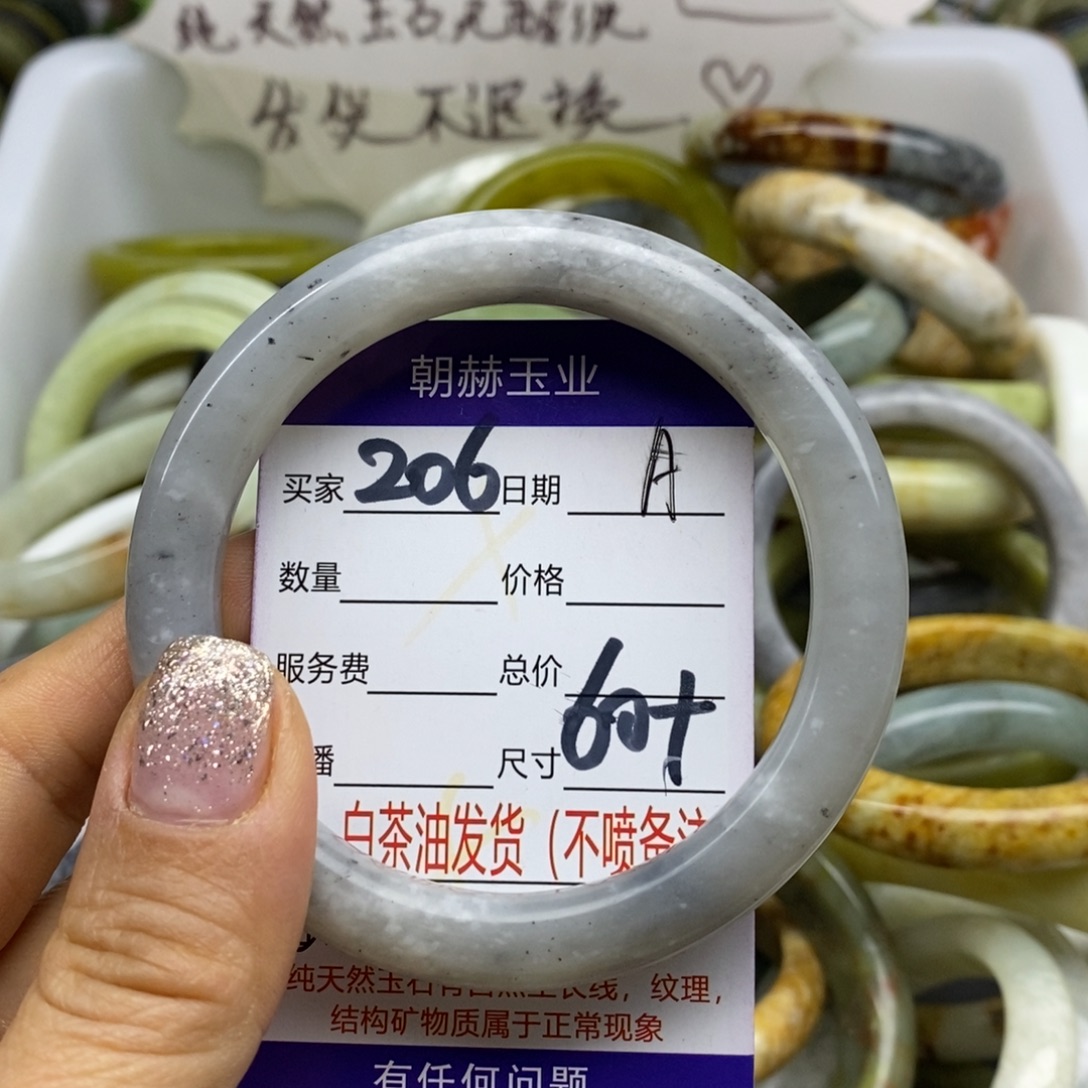 纯天然玉石无酸洗
售出不退换
朝赫玉业
买家 206 日期 A
数量 价格
服务费 总价
播 尺寸 60+
白茶油发货（不喷备注
纯天然玉石有自然生长线，纹理，
结构矿物质属于正常现象
有任何问题